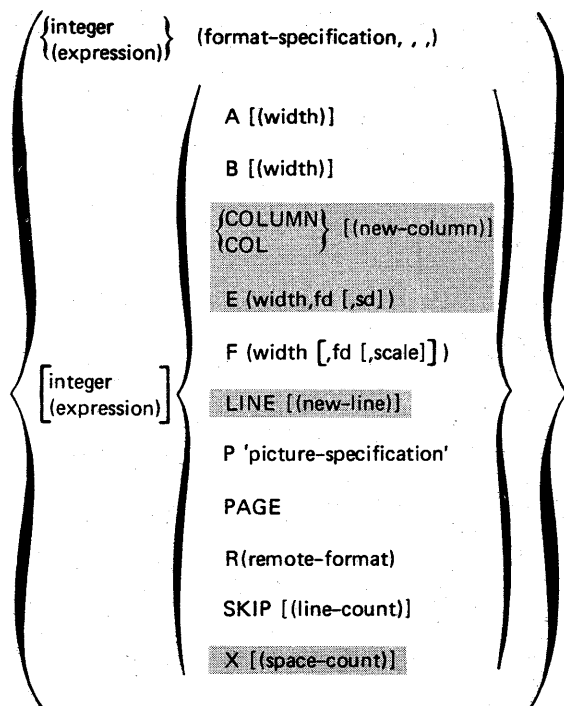 {integer
(expression)} (format-specification, , ,)
A [(width)]
B [(width)]
{COLUMN
COL} [(new-column)]
E (width,fd [,sd] )
F (width [,fd [,scale]] )
[integer
(expression)]
LINE [(new-line)]
P 'picture-specification'
PAGE
R(remote-format)
SKIP [(line-count)]
X [(space-count)]